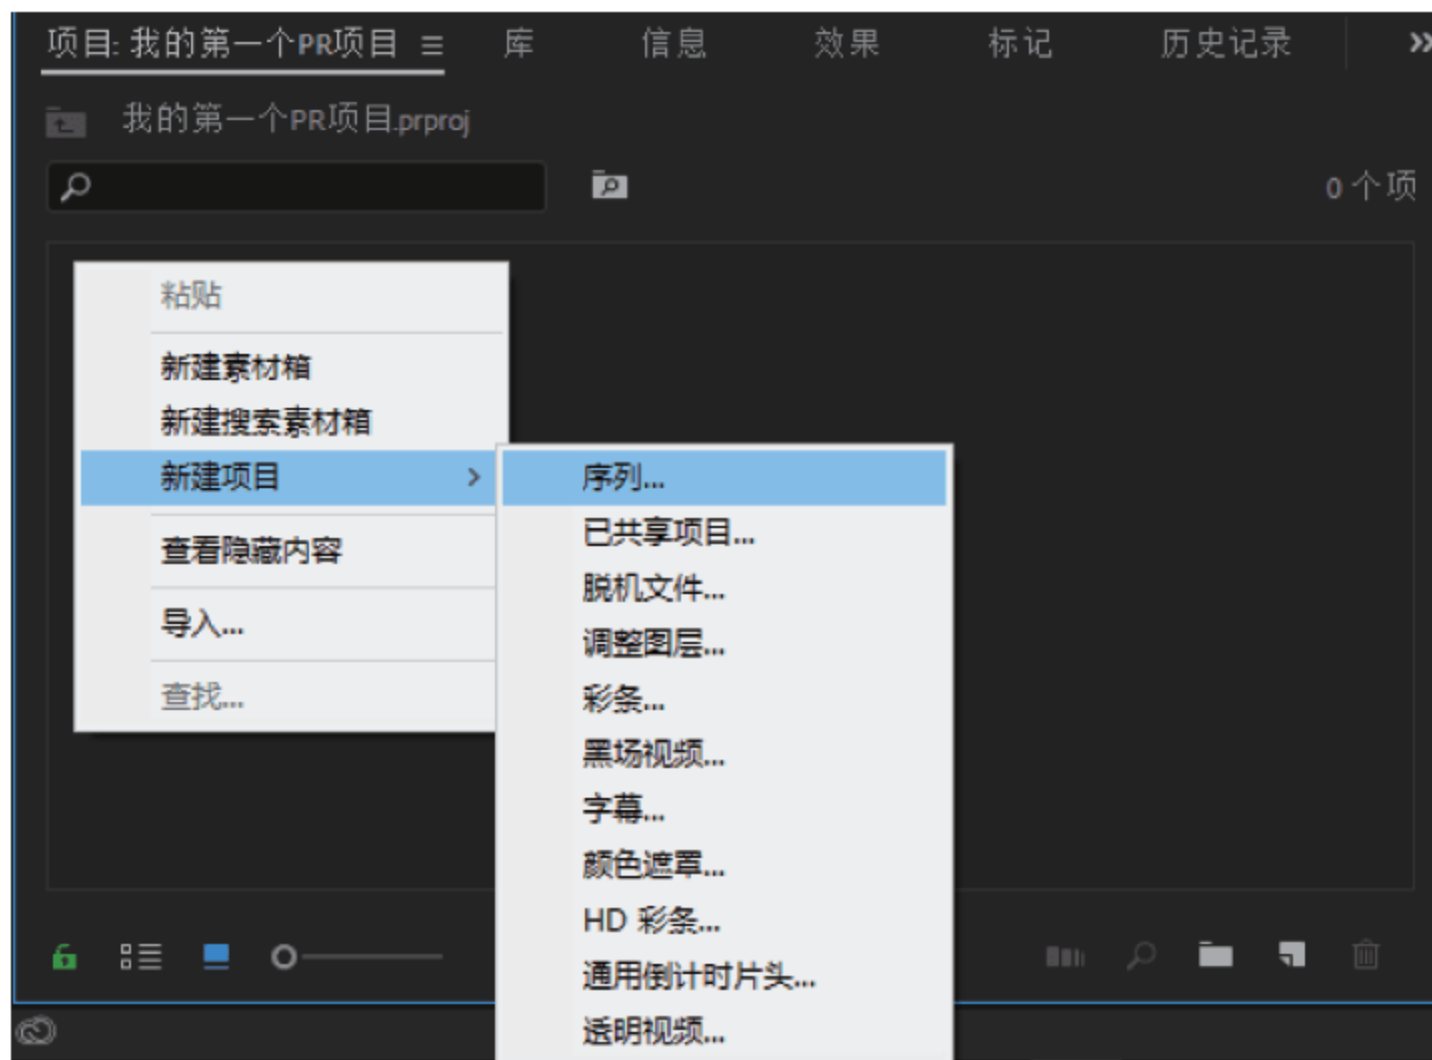 项目: 我的第一个PR项目 库 信息 效果 标记 历史记录
我的第一个PR项目.prproj
0 个项
粘贴
新建素材箱
新建搜索素材箱
新建项目
查看隐藏内容
导入...
查找...
序列...
已共享项目...
脱机文件...
调整图层...
彩条...
黑场视频...
字幕...
颜色遮罩...
HD 彩条...
通用倒计时片头...
透明视频...